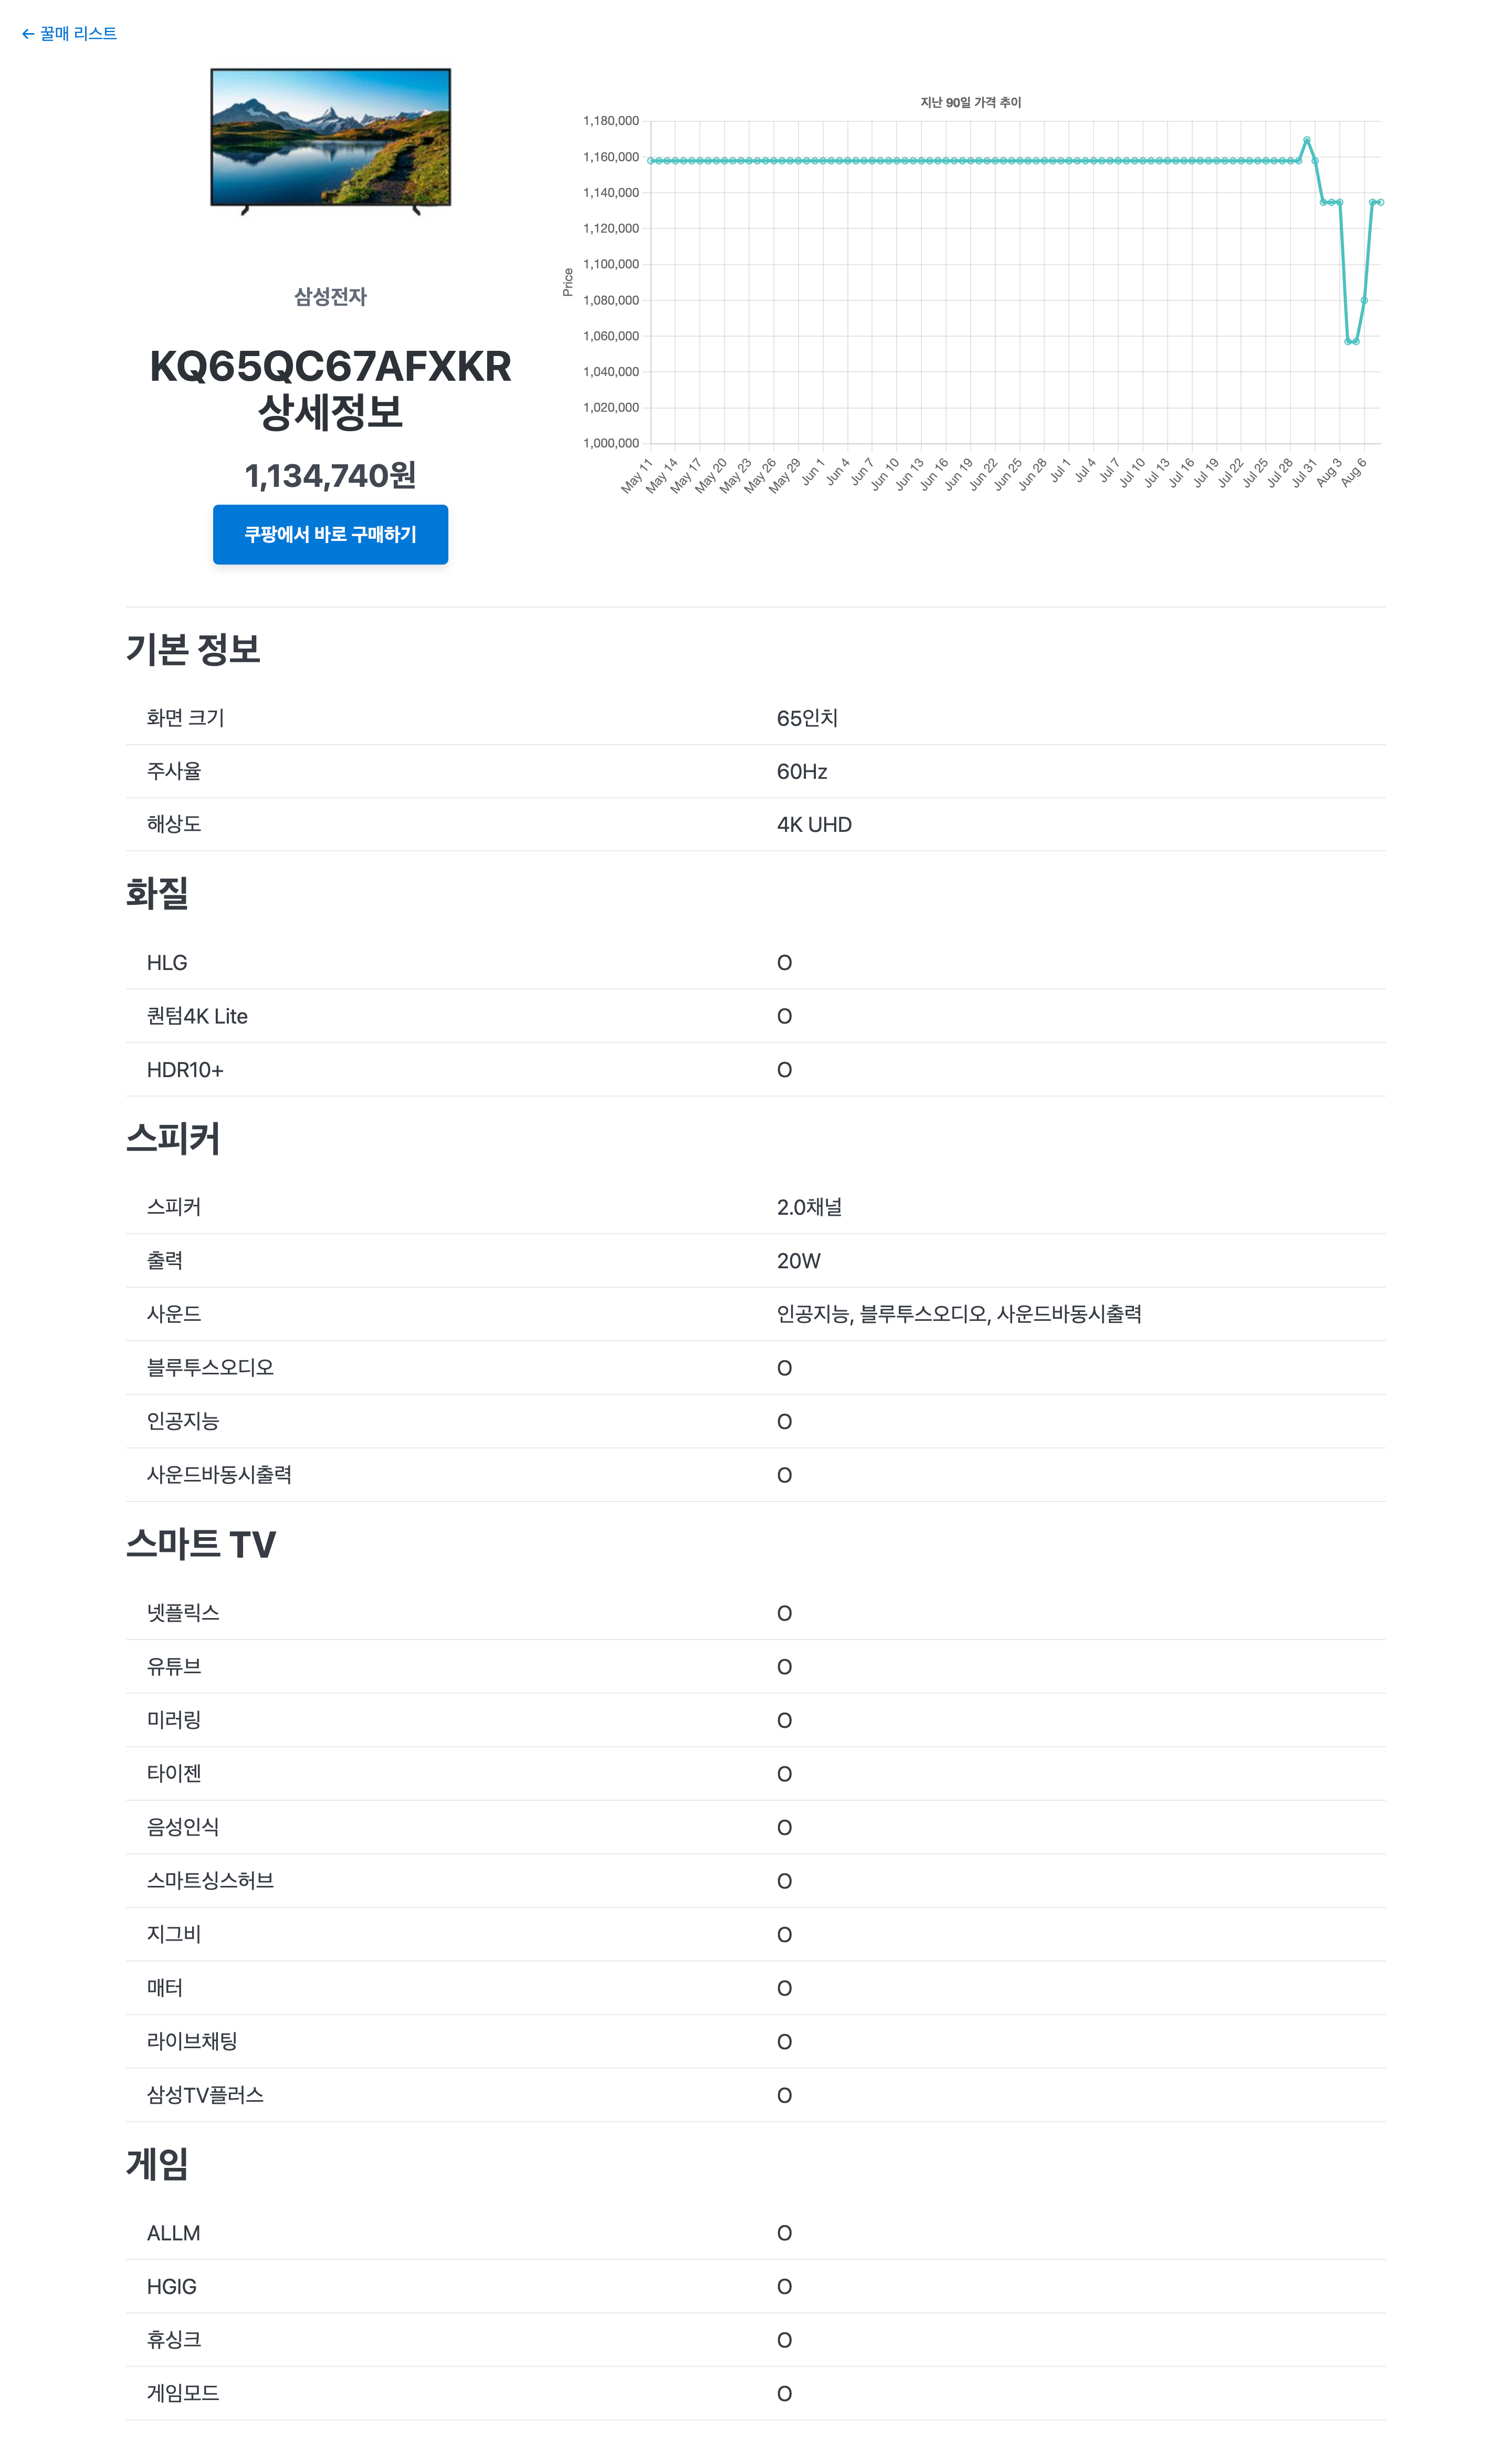 ← 꿀매 리스트
삼성전자
KQ65QC67AFXKR
상세정보
1,134,740원
쿠팡에서 바로 구매하기
지난 90일 가격 추이
Price
1,180,000
1,160,000
1,140,000
1,120,000
1,100,000
1,080,000
1,060,000
1,040,000
1,020,000
1,000,000
May 11
May 14
May 17
May 20
May 23
May 26
May 29
Jun 1
Jun 4
Jun 7
Jun 10
Jun 13
Jun 16
Jun 19
Jun 22
Jun 25
Jun 28
Jul 1
Jul 4
Jul 7
Jul 10
Jul 13
Jul 16
Jul 19
Jul 22
Jul 25
Jul 28
Jul 31
Aug 3
Aug 6
기본 정보
화면 크기 65인치
주사율 60Hz
해상도 4K UHD
화질
HLG O
퀀텀4K Lite O
HDR10+ O
스피커
스피커 2.0채널
출력 20W
사운드 인공지능, 블루투스오디오, 사운드바동시출력
블루투스오디오 O
인공지능 O
사운드바동시출력 O
스마트 TV
넷플릭스 O
유튜브 O
미러링 O
타이젠 O
음성인식 O
스마트싱스허브 O
지그비 O
매터 O
라이브채팅 O
삼성TV플러스 O
게임
ALLM O
HGIG O
휴싱크 O
게임모드 O